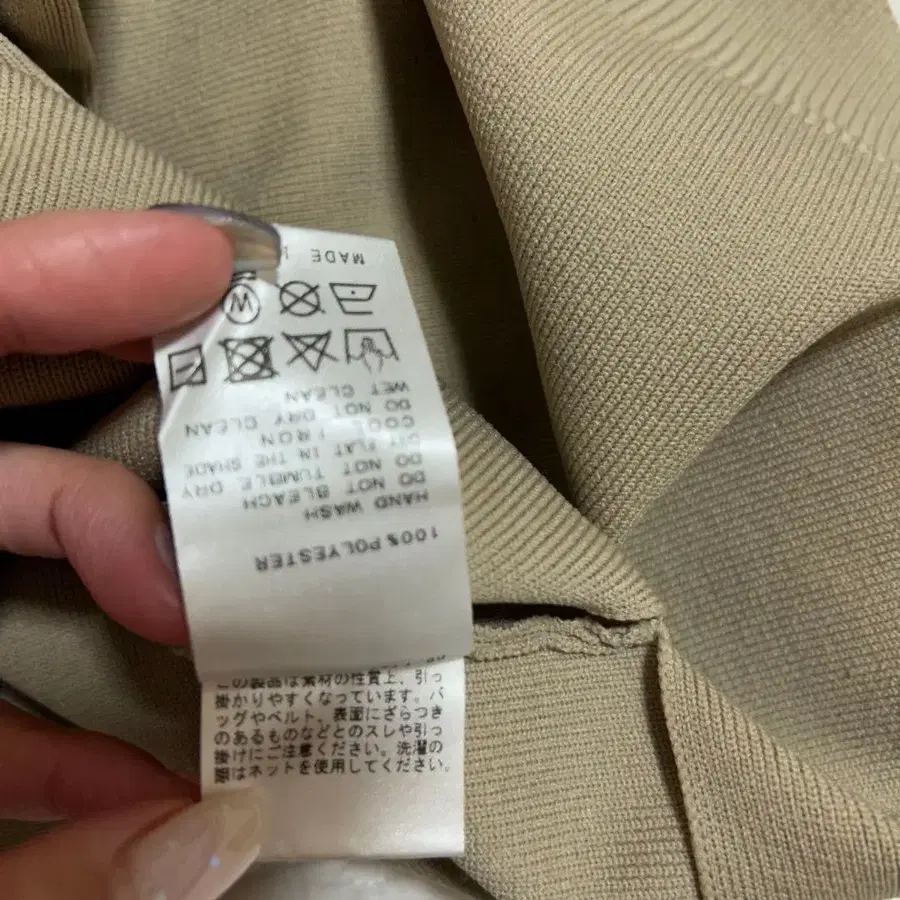 100%POLYESTER
HAND WASH
DO NOT BLEACH
DO NOT TUMBLE DRY
FLAT IN THE SHADE
COOL IRON
DO NOT DRY CLEAN
WET CLEAN
W
MADE
この製品は素材の性質上、引っ
掛かりやすくなっています。バ
ッグやベルト、表面にざらつき
のあるものなどとのスレや引っ
掛けにご注意ください。洗濯の
際はネットを使用してください。